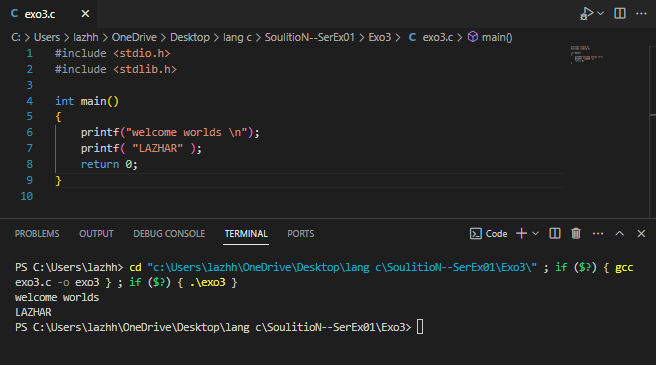 C exo3.c ×
C: > Users > lazhh > OneDrive > Desktop > lang c > SoulitioN--SerEx01 > Exo3 > C exo3.c > main()
1 #include <stdio.h>
2 #include <stdlib.h>
3
4 int main()
5 {
6 printf("welcome worlds \n");
7 printf( "LAZHAR" );
8 return 0;
9 }
10
PROBLEMS OUTPUT DEBUG CONSOLE TERMINAL PORTS Code
PS C:\Users\lazhh> cd "c:\Users\lazhh\OneDrive\Desktop\lang c\SoulitioN--SerEx01\Exo3\" ; if ($?) { gcc
exo3.c -o exo3 } ; if ($?) { .\exo3 }
welcome worlds
LAZHAR
PS C:\Users\lazhh\OneDrive\Desktop\lang c\SoulitioN--SerEx01\Exo3>